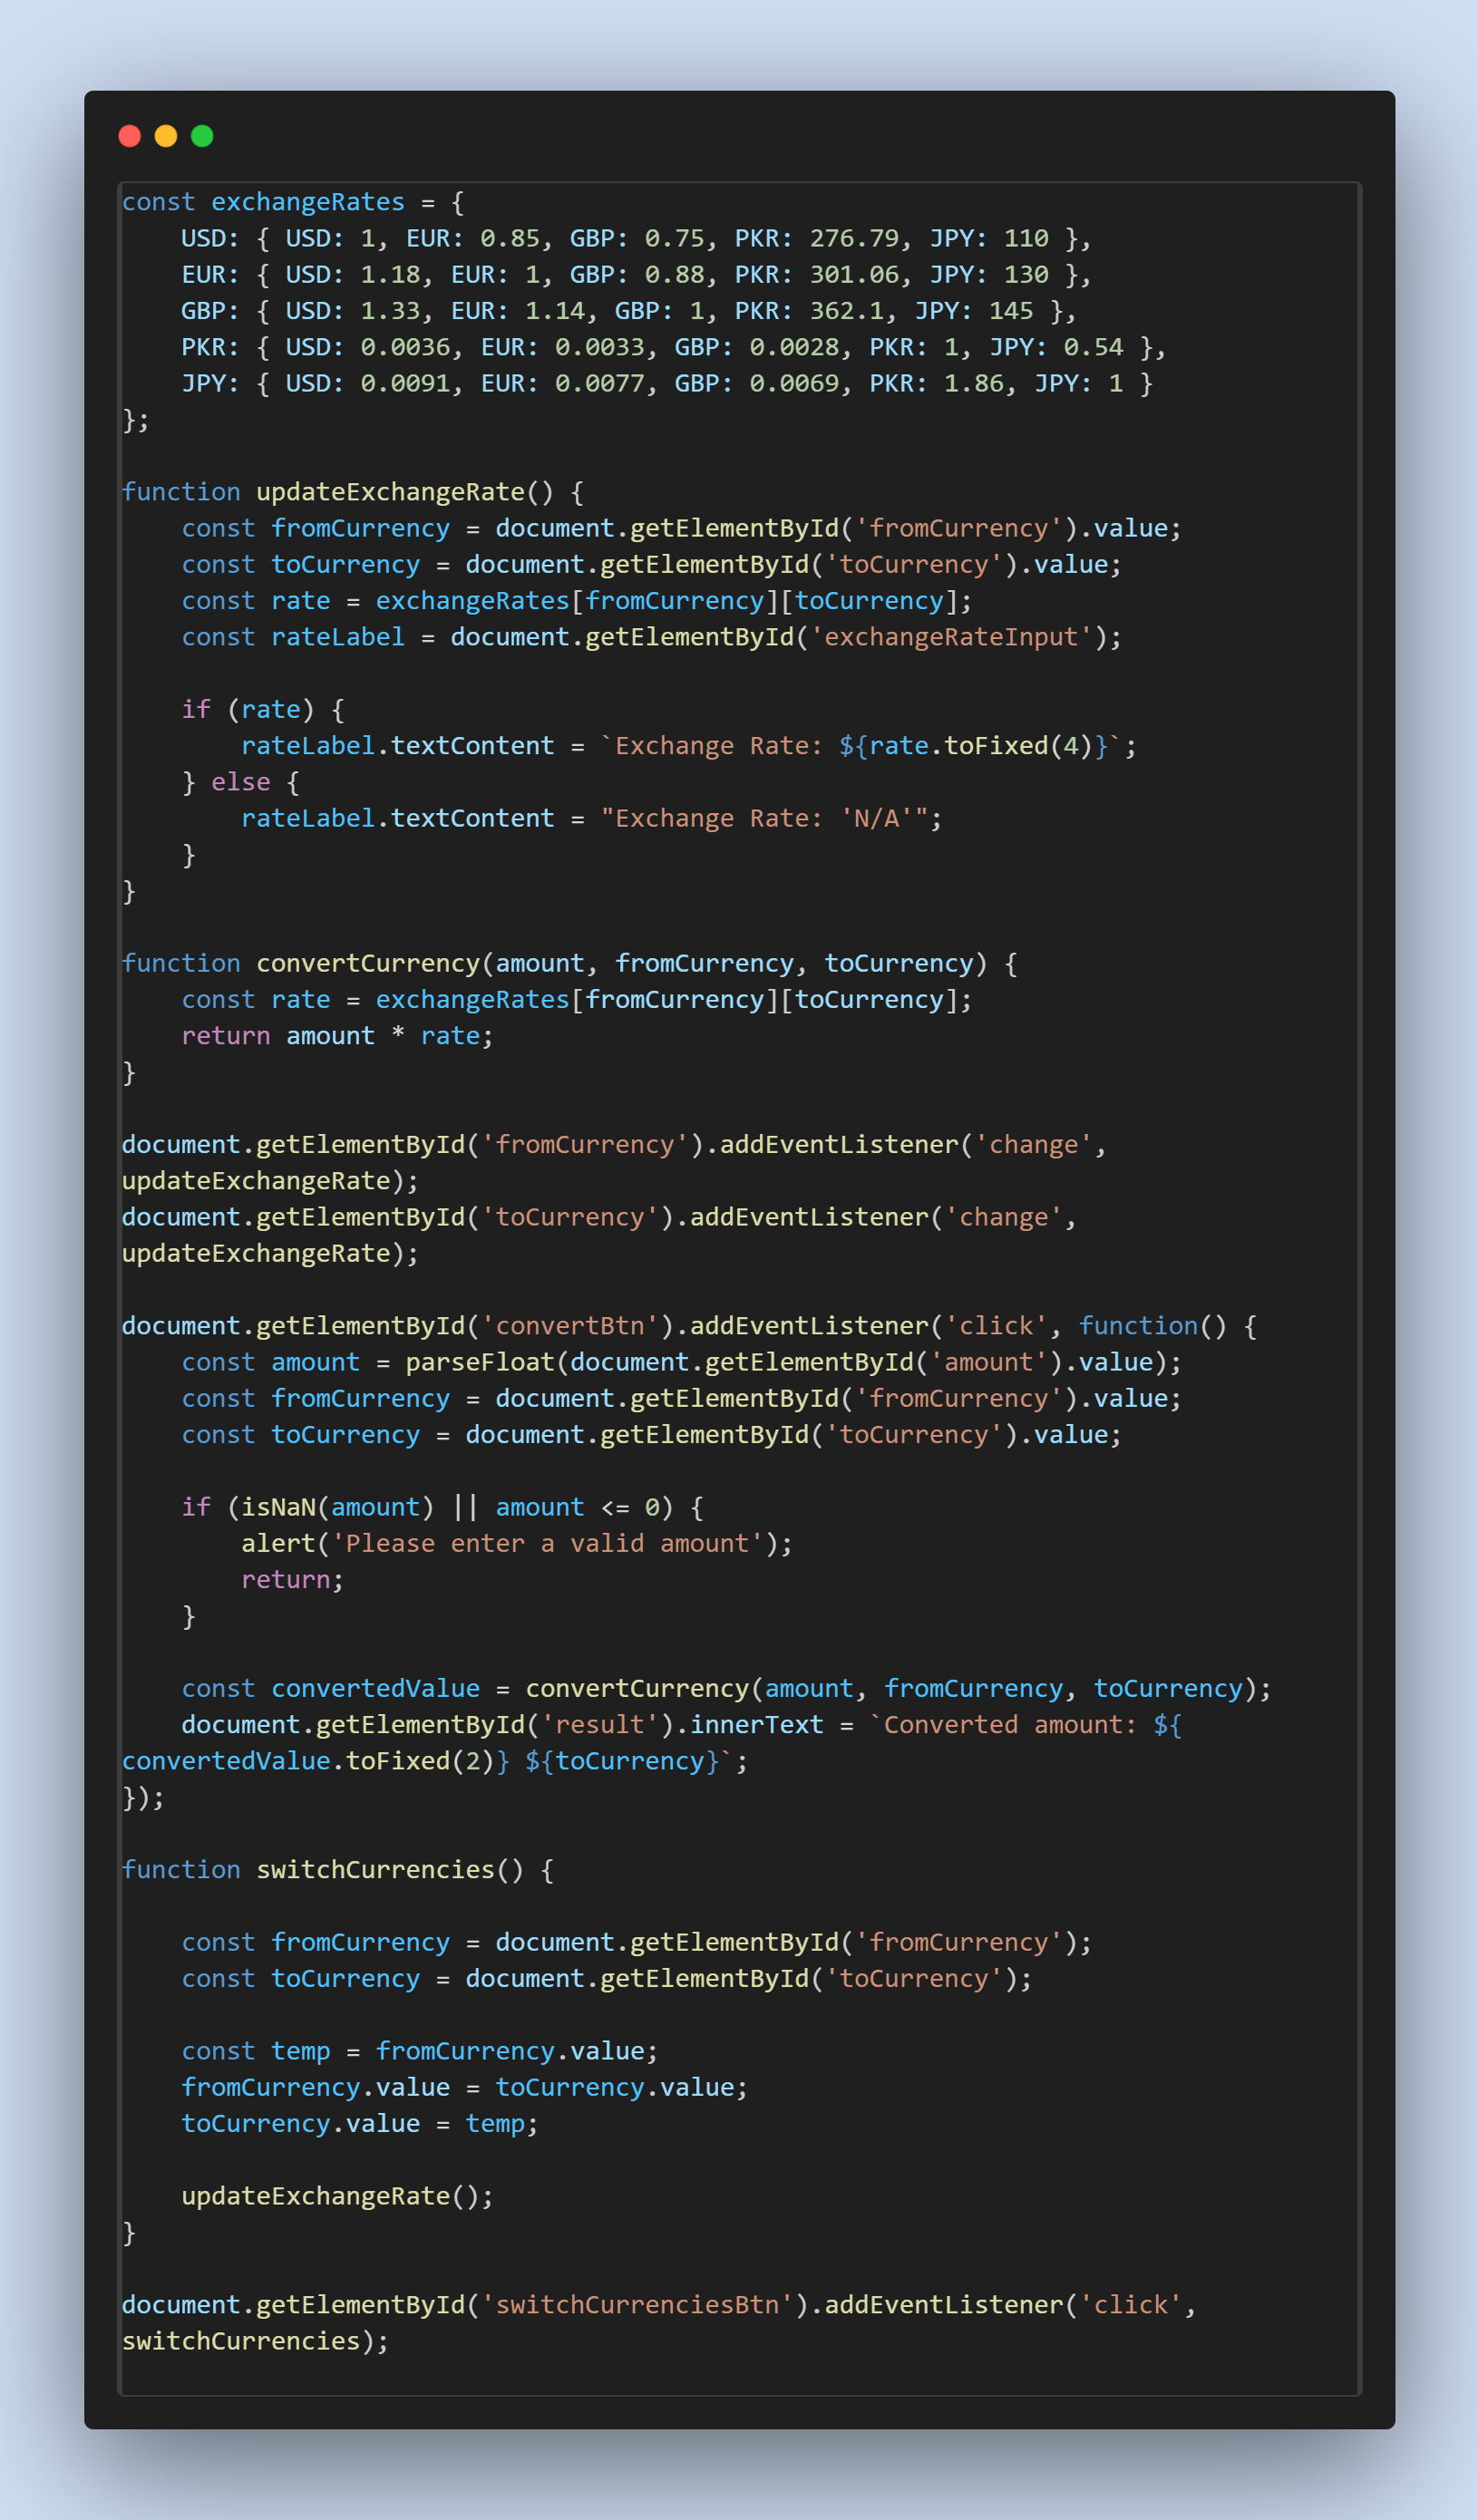 const exchangeRates = {
    USD: { USD: 1, EUR: 0.85, GBP: 0.75, PKR: 276.79, JPY: 110 },
    EUR: { USD: 1.18, EUR: 1, GBP: 0.88, PKR: 301.06, JPY: 130 },
    GBP: { USD: 1.33, EUR: 1.14, GBP: 1, PKR: 362.1, JPY: 145 },
    PKR: { USD: 0.0036, EUR: 0.0033, GBP: 0.0028, PKR: 1, JPY: 0.54 },
    JPY: { USD: 0.0091, EUR: 0.0077, GBP: 0.0069, PKR: 1.86, JPY: 1 }
};

function updateExchangeRate() {
    const fromCurrency = document.getElementById('fromCurrency').value;
    const toCurrency = document.getElementById('toCurrency').value;
    const rate = exchangeRates[fromCurrency][toCurrency];
    const rateLabel = document.getElementById('exchangeRateInput');

    if (rate) {
        rateLabel.textContent = `Exchange Rate: ${rate.toFixed(4)}`;
    } else {
        rateLabel.textContent = "Exchange Rate: 'N/A'";
    }
}

function convertCurrency(amount, fromCurrency, toCurrency) {
    const rate = exchangeRates[fromCurrency][toCurrency];
    return amount * rate;
}

document.getElementById('fromCurrency').addEventListener('change',
updateExchangeRate);
document.getElementById('toCurrency').addEventListener('change',
updateExchangeRate);

document.getElementById('convertBtn').addEventListener('click', function() {
    const amount = parseFloat(document.getElementById('amount').value);
    const fromCurrency = document.getElementById('fromCurrency').value;
    const toCurrency = document.getElementById('toCurrency').value;

    if (isNaN(amount) || amount <= 0) {
        alert('Please enter a valid amount');
        return;
    }

    const convertedValue = convertCurrency(amount, fromCurrency, toCurrency);
    document.getElementById('result').innerText = `Converted amount: ${
convertedValue.toFixed(2)} ${toCurrency}`;
});

function switchCurrencies() {

    const fromCurrency = document.getElementById('fromCurrency');
    const toCurrency = document.getElementById('toCurrency');

    const temp = fromCurrency.value;
    fromCurrency.value = toCurrency.value;
    toCurrency.value = temp;

    updateExchangeRate();
}

document.getElementById('switchCurrenciesBtn').addEventListener('click',
switchCurrencies);